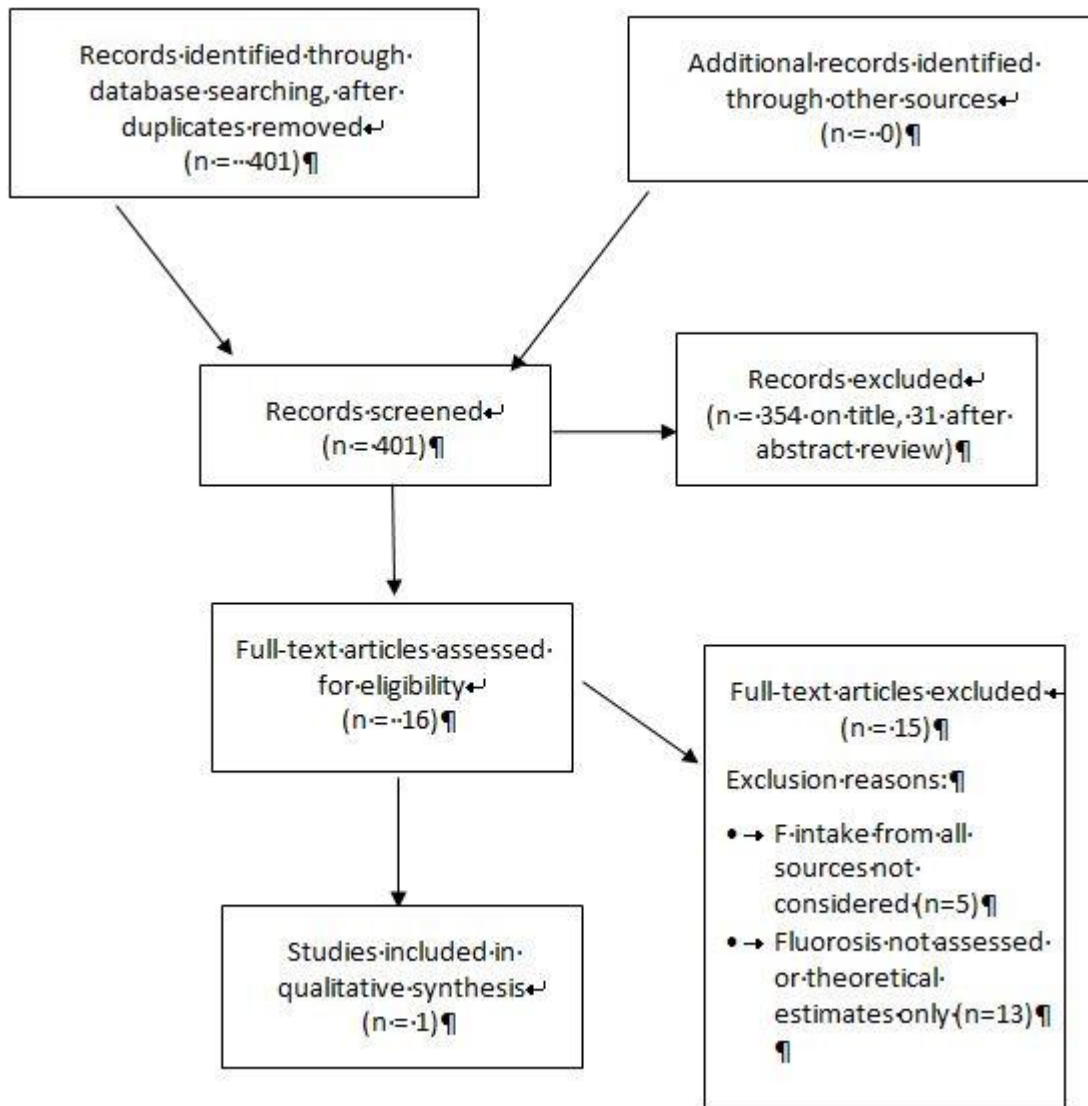 Records·identified·through·
database·searching,·after·
duplicates·removed↵
(n·=···401)¶
Additional·records·identified·
through·other·sources↵
(n·=··0)¶
Records·screened↵
(n·=·401)¶
Records·excluded↵
(n·=·354·on·title,·31·after·
abstract·review)¶
Full-text·articles·assessed·
for·eligibility↵
(n·=··16)¶
Full-text·articles·excluded·↵
(n·=·15)¶
Exclusion·reasons:¶
•→F·intake·from·all·
sources·not·
considered·(n=5)¶
•→Fluorosis·not·assessed·
or·theoretical·
estimates·only·(n=13)¶
¶
Studies·included·in·
qualitative·synthesis↵
(n·=·1)¶